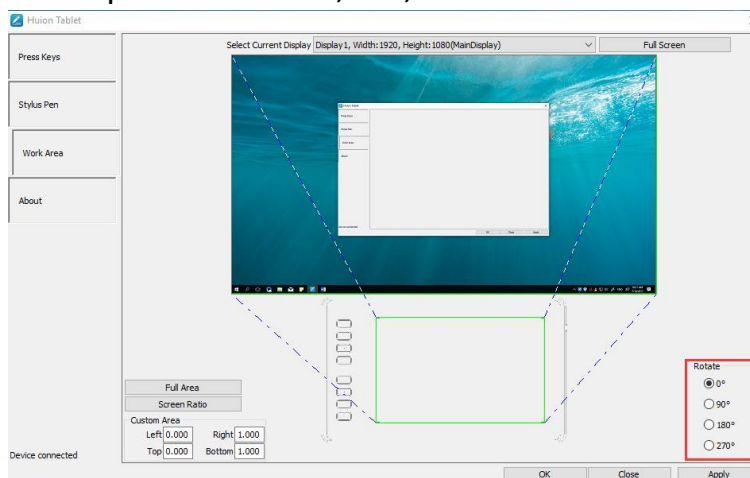 Huion Tablet
Press Keys
Stylus Pen
Work Area
About
Select Current Display Display1, Width:1920, Height:1080(MainDisplay) Full Screen
Full Area
Screen Ratio
Custom Area
Left 0.000 Right 1.000
Top 0.000 Bottom 1.000
Rotate
0°
90°
180°
270°
Device connected
OK Close Apply